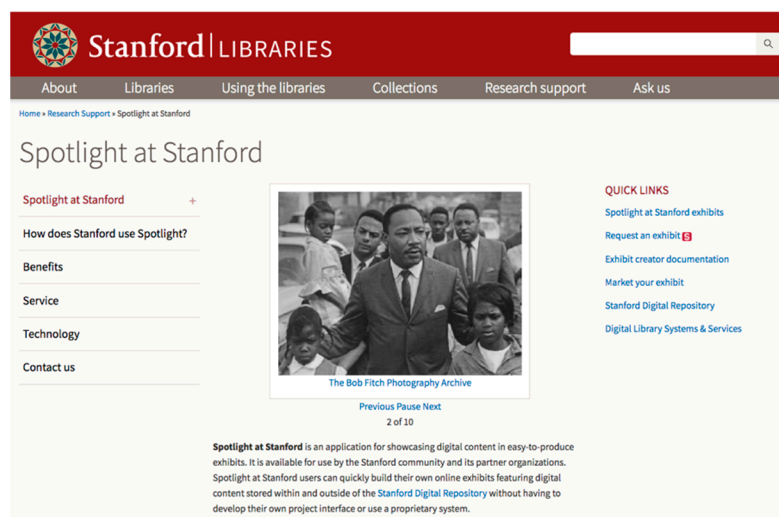 Stanford | LIBRARIES
About Libraries Using the libraries Collections Research support Ask us
Home » Research Support » Spotlight at Stanford
Spotlight at Stanford
Spotlight at Stanford +
How does Stanford use Spotlight?
Benefits
Service
Technology
Contact us
The Bob Fitch Photography Archive
Previous Pause Next
2 of 10
Spotlight at Stanford is an application for showcasing digital content in easy-to-produce
exhibits. It is available for use by the Stanford community and its partner organizations.
Spotlight at Stanford users can quickly build their own online exhibits featuring digital
content stored within and outside of the Stanford Digital Repository without having to
develop their own project interface or use a proprietary system.
QUICK LINKS
Spotlight at Stanford exhibits
Request an exhibit S
Exhibit creator documentation
Market your exhibit
Stanford Digital Repository
Digital Library Systems & Services